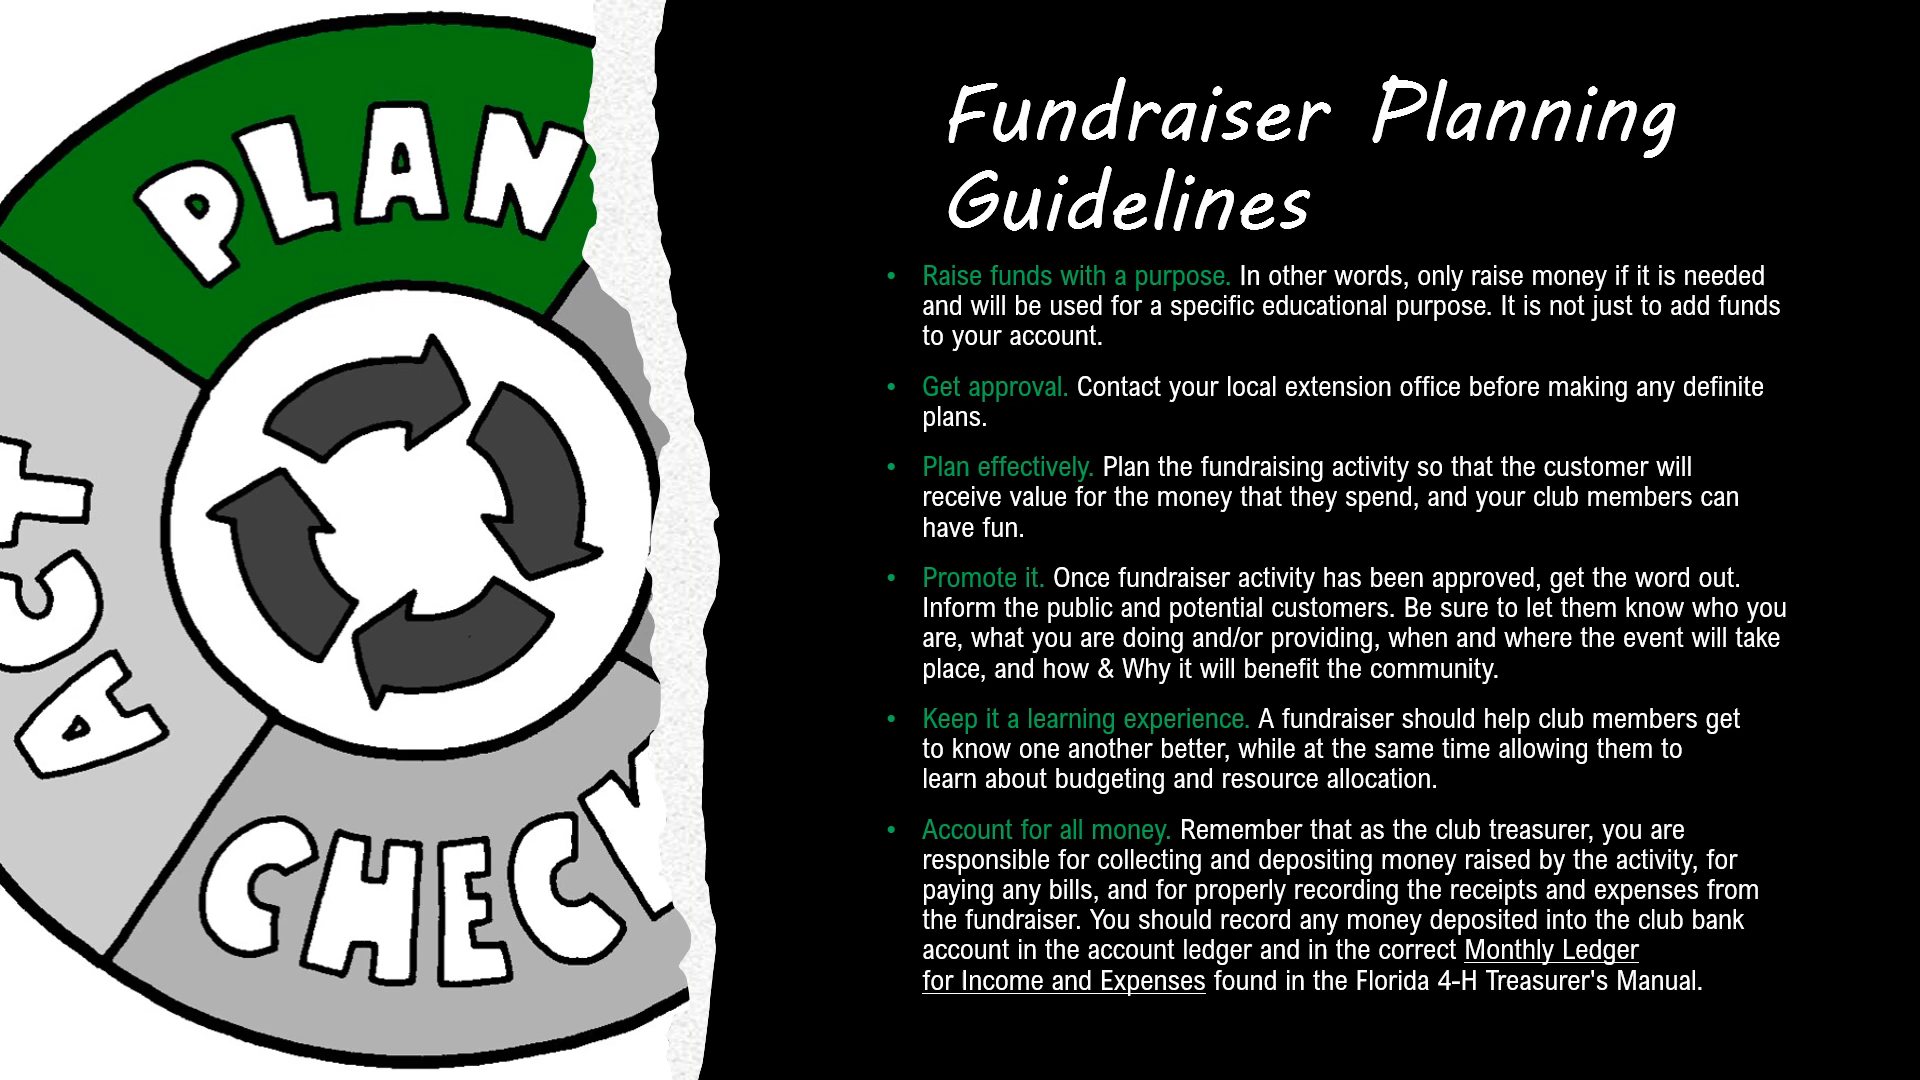 PLAN
ACT
CHECK
Fundraiser Planning
Guidelines
• Raise funds with a purpose. In other words, only raise money if it is needed
and will be used for a specific educational purpose. It is not just to add funds
to your account.
• Get approval. Contact your local extension office before making any definite
plans.
• Plan effectively. Plan the fundraising activity so that the customer will
receive value for the money that they spend, and your club members can
have fun.
• Promote it. Once fundraiser activity has been approved, get the word out.
Inform the public and potential customers. Be sure to let them know who you
are, what you are doing and/or providing, when and where the event will take
place, and how & Why it will benefit the community.
• Keep it a learning experience. A fundraiser should help club members get
to know one another better, while at the same time allowing them to
learn about budgeting and resource allocation.
• Account for all money. Remember that as the club treasurer, you are
responsible for collecting and depositing money raised by the activity, for
paying any bills, and for properly recording the receipts and expenses from
the fundraiser. You should record any money deposited into the club bank
account in the account ledger and in the correct Monthly Ledger
for Income and Expenses found in the Florida 4-H Treasurer's Manual.